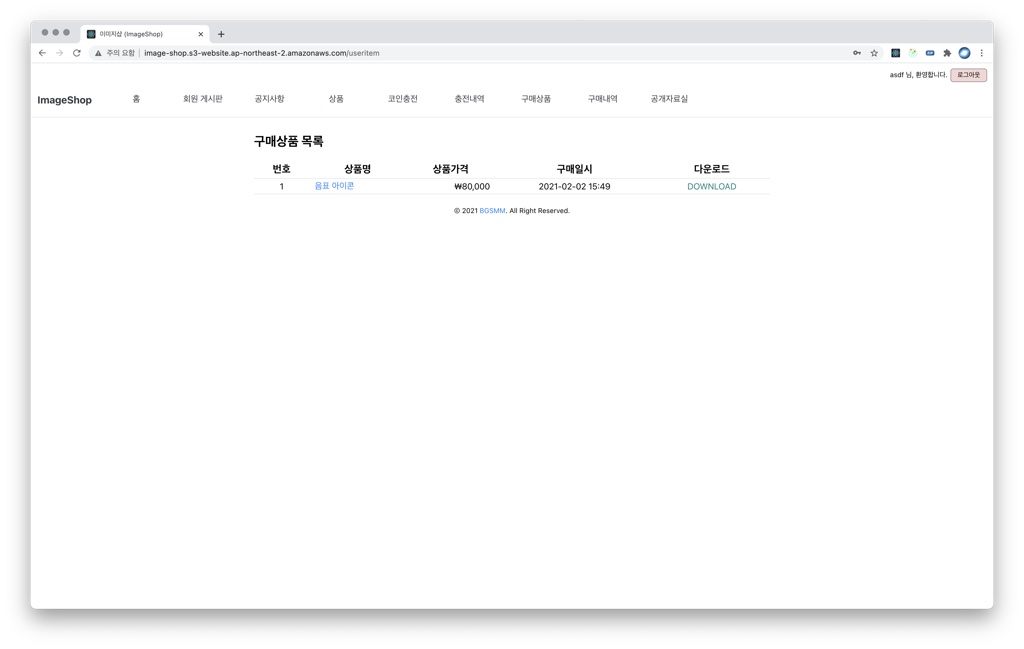 이미지샵 (ImageShop)
주의 요함 image-shop.s3-website.ap-northeast-2.amazonaws.com/useritem
asdf 님, 환영합니다. 로그아웃
ImageShop 홈 회원 게시판 공지사항 상품 코인충전 충전내역 구매상품 구매내역 공개자료실
구매상품 목록
번호 상품명 상품가격 구매일시 다운로드
1 음표 아이콘 ₩80,000 2021-02-02 15:49 DOWNLOAD
© 2021 BGSMM. All Right Reserved.